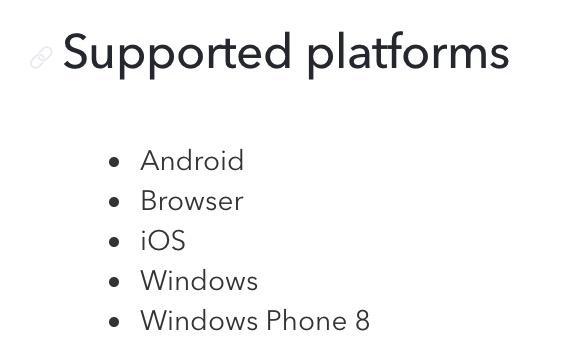 Supported platforms
Android
Browser
iOS
Windows
Windows Phone 8